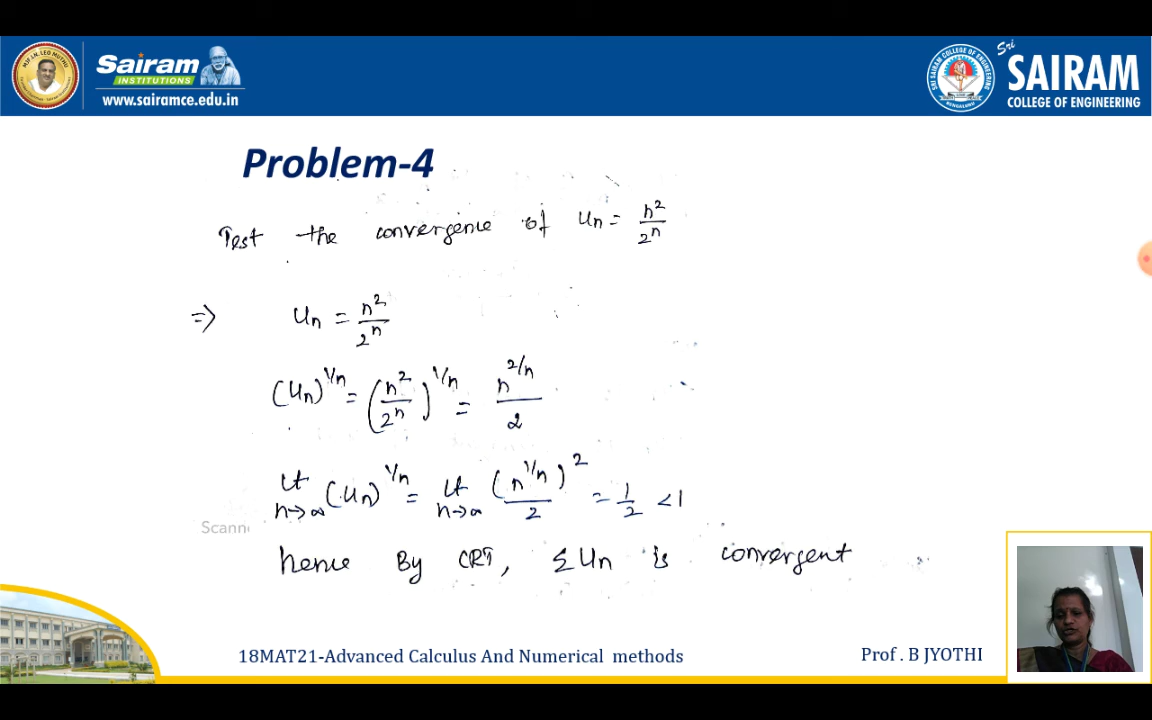 Sairam
INSTITUTIONS
www.sairamce.edu.in
Sri
SAIRAM
COLLEGE OF ENGINEERING
Problem-4
Test the convergence of Un = n²/2ⁿ
=> Un = n²/2ⁿ
(Un)^1/n = (n²/2ⁿ)^1/n = n^2/n / 2
Lt n→∞ (Un)^1/n = Lt n→∞ (n^1/n)² / 2 = 1/2 < 1
Scann
hence By CRT, ΣUn is convergent
18MAT21-Advanced Calculus And Numerical methods
Prof . B JYOTHI